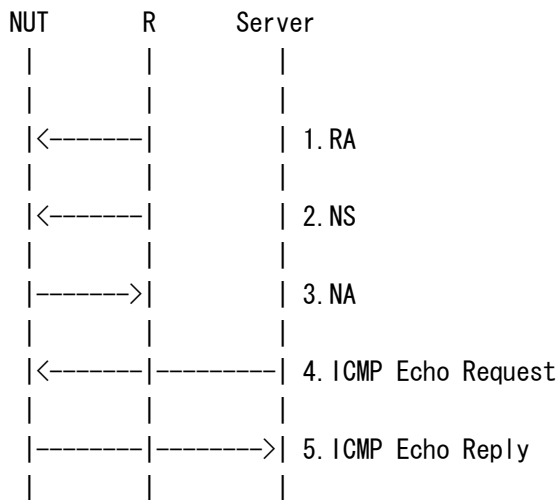 NUT R Server
1.RA
2.NS
3.NA
4.ICMP Echo Request
5.ICMP Echo Reply